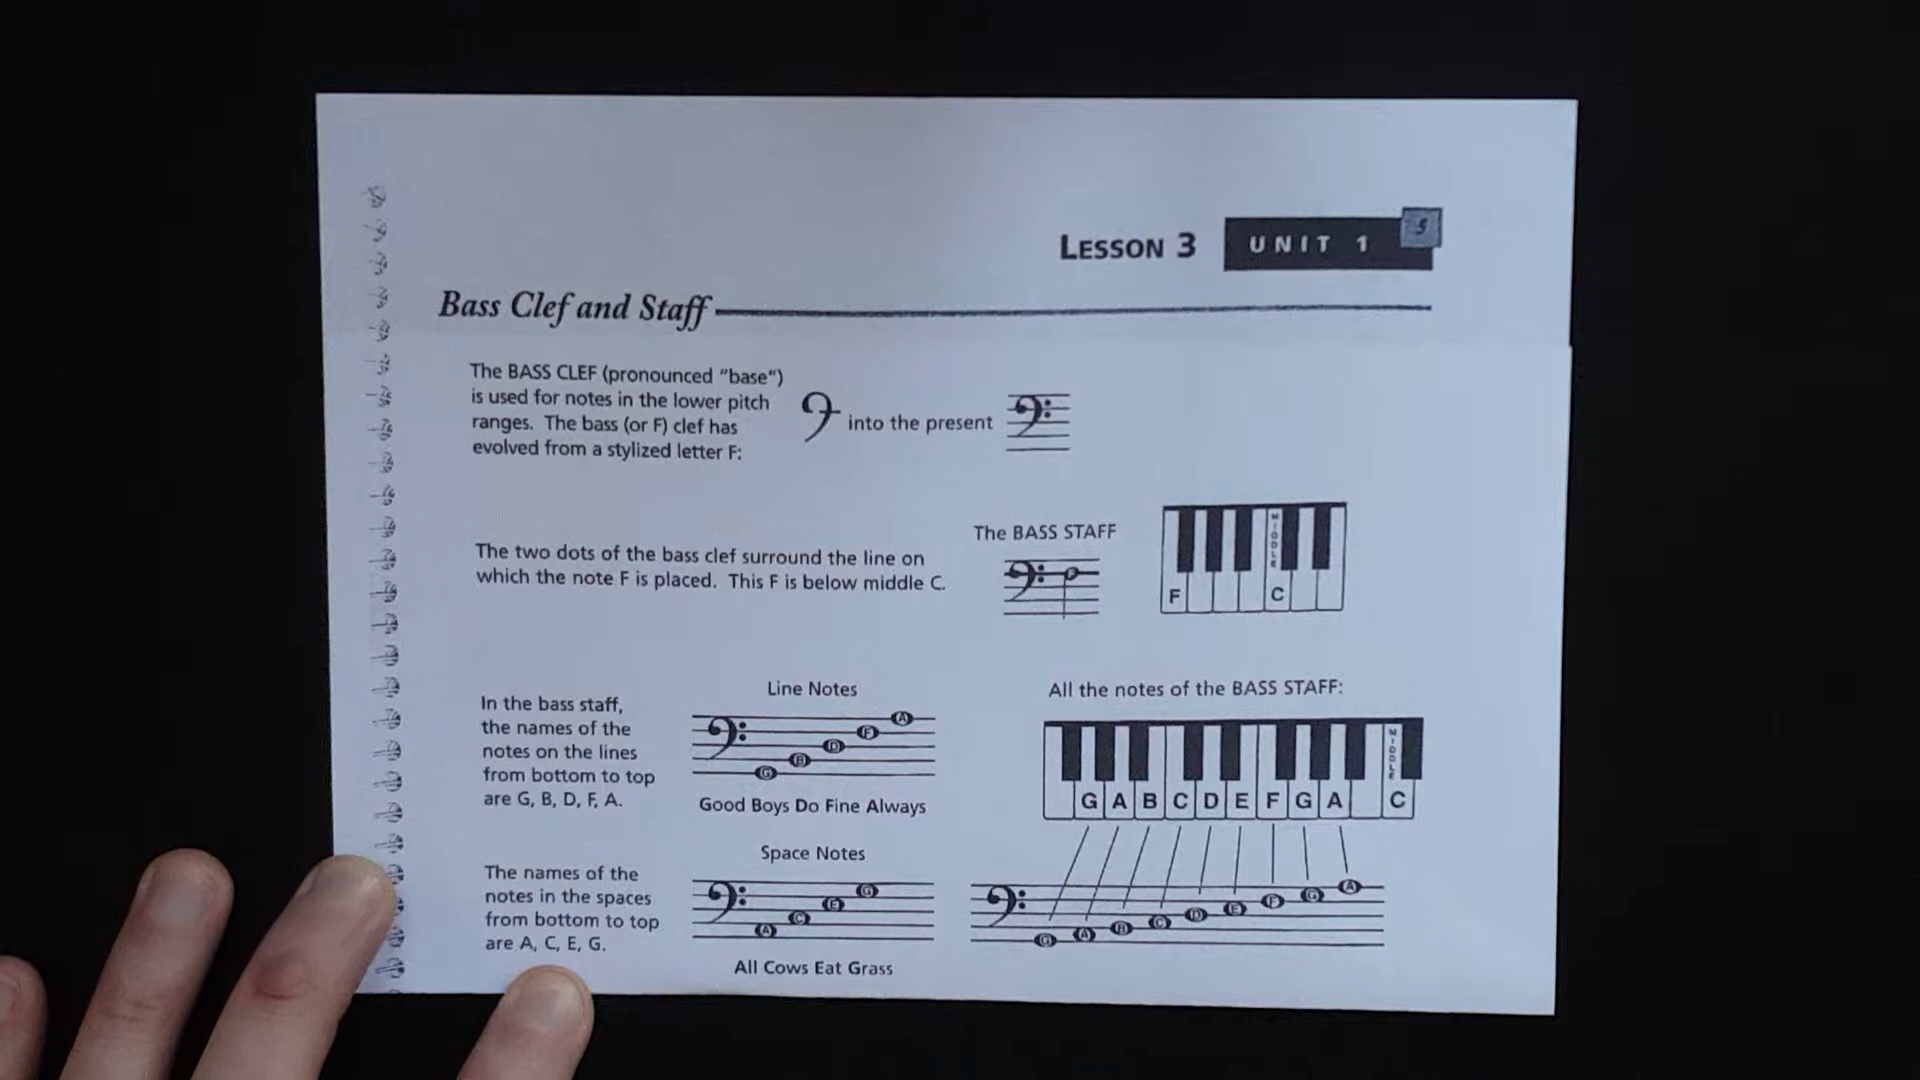 LESSON 3
UNIT 1
5
Bass Clef and Staff
The BASS CLEF (pronounced "base")
is used for notes in the lower pitch
ranges. The bass (or F) clef has
evolved from a stylized letter F:
into the present
The two dots of the bass clef surround the line on
which the note F is placed. This F is below middle C.
The BASS STAFF
F
MIDDLE
F C
In the bass staff,
the names of the
notes on the lines
from bottom to top
are G, B, D, F, A.
Line Notes
G B D F A
Good Boys Do Fine Always
The names of the
notes in the spaces
from bottom to top
are A, C, E, G.
Space Notes
A C E G
All Cows Eat Grass
All the notes of the BASS STAFF:
MIDDLE
G A B C D E F G A C
G A B C D E F G A